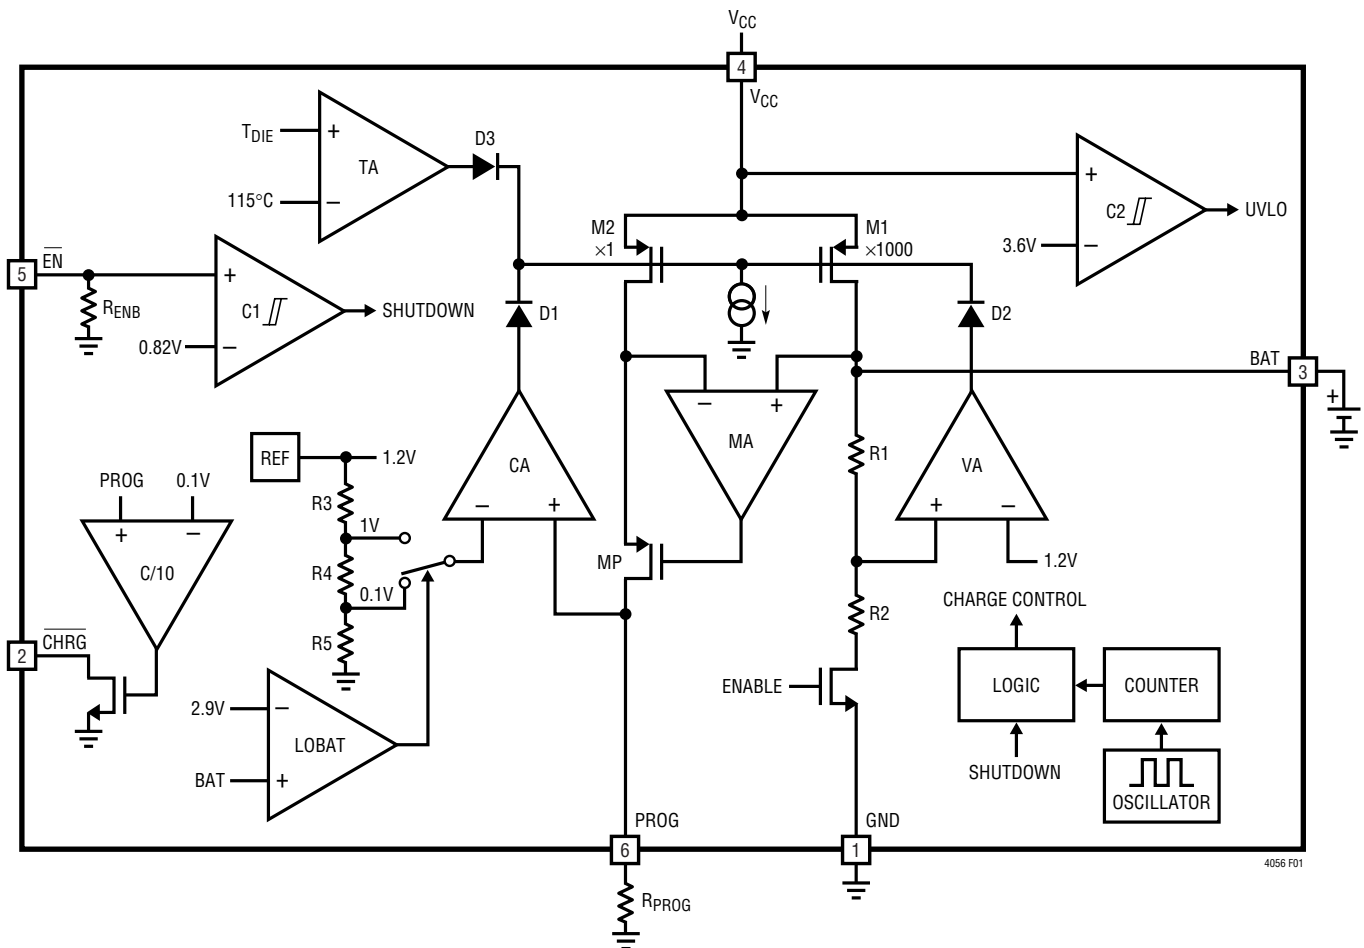 VCC
4
VCC
TDIE
+
TA
D3
115°C
−
+
C2
UVLO
3.6V
−
M2
×1
M1
×1000
5
EN
RENB
+
C1
SHUTDOWN
0.82V
−
D1
D2
BAT
3
+
−
+
MA
REF
1.2V
R3
1V
R4
0.1V
R5
CA
−
+
R1
VA
+
−
1.2V
PROG
0.1V
+
−
C/10
MP
R2
CHARGE CONTROL
2
CHRG
2.9V
−
LOBAT
BAT
+
ENABLE
LOGIC
COUNTER
SHUTDOWN
OSCILLATOR
PROG
6
GND
1
RPROG
4056 F01